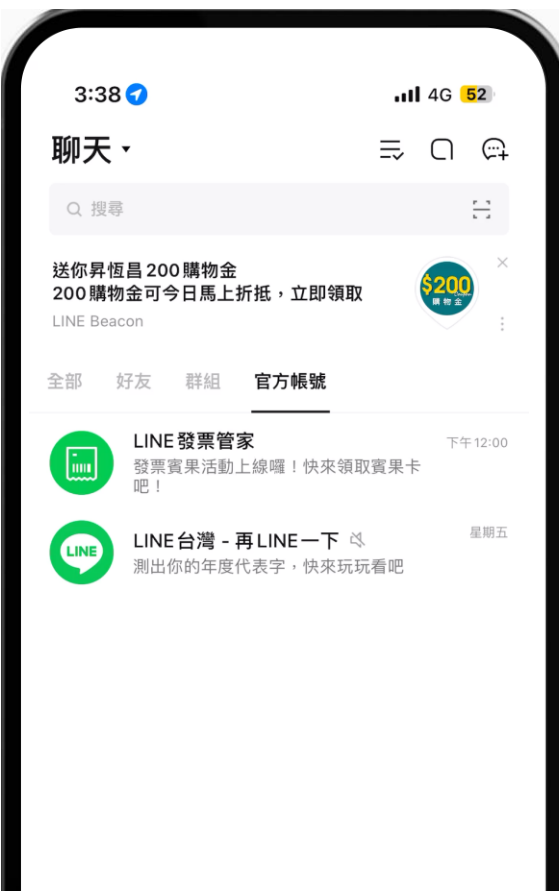 3:38
4G 52
聊天
搜尋
送你昇恆昌200購物金
200購物金可今日馬上折抵，立即領取
LINE Beacon
$200
購物金
全部 好友 群組 官方帳號
LINE發票管家 下午12:00
發票賓果活動上線囉！快來領取賓果卡
吧！
LINE
LINE台灣 - 再LINE一下 星期五
測出你的年度代表字，快來玩玩看吧